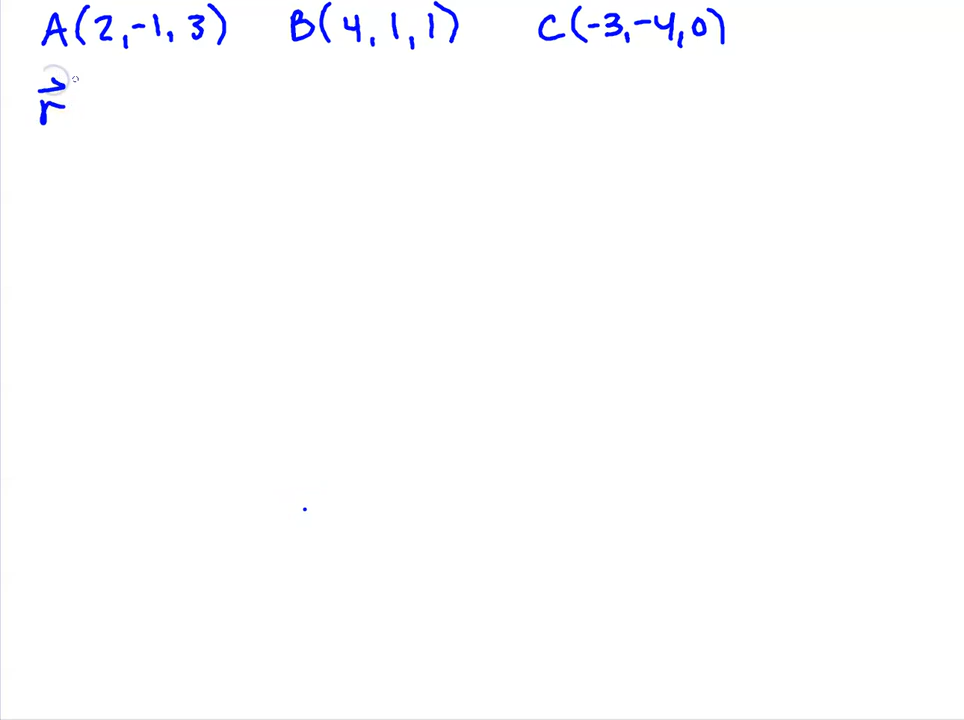 A(2,-1,3) B(4,1,1) C(-3,-4,0)
r⃗